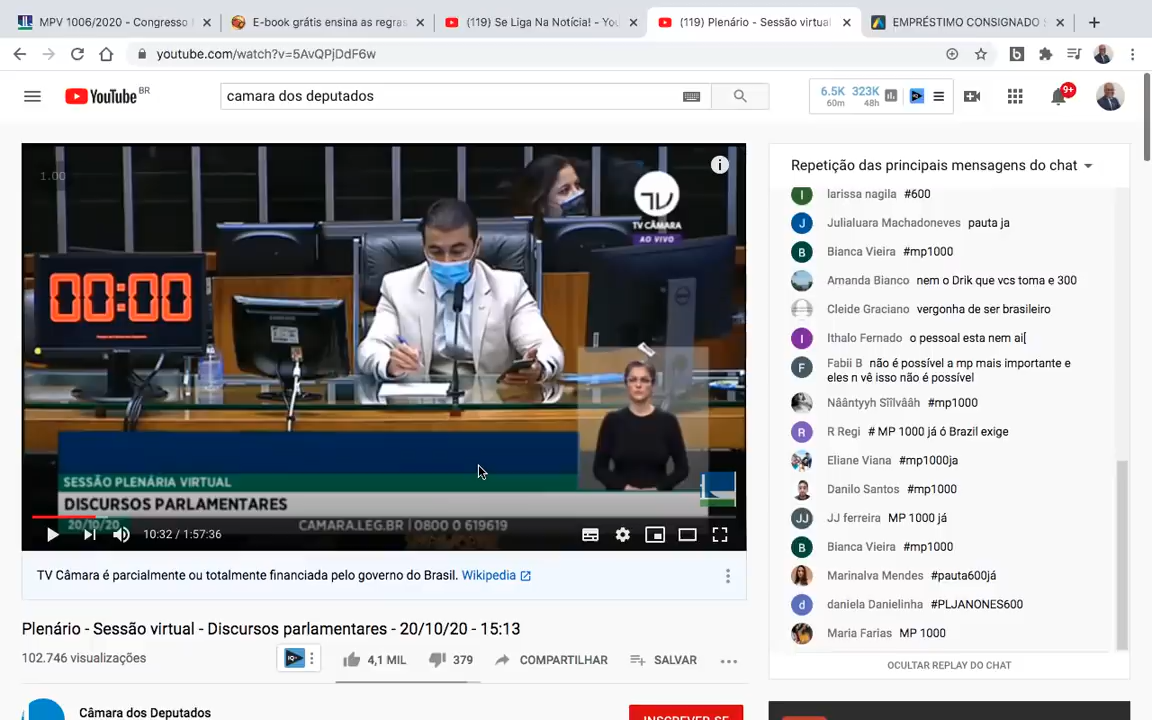 MPV 1006/2020 - Congresso
E-book grátis ensina as regras
(119) Se Liga Na Notícia! - You
(119) Plenário - Sessão virtual
EMPRÉSTIMO CONSIGNADO
youtube.com/watch?v=5AvQPjDdF6w
YouTube BR
camara dos deputados
6.5K 323K
60m 48h
9+
1.00
TV CÂMARA
AO VIVO
00:00
SESSÃO PLENÁRIA VIRTUAL
DISCURSOS PARLAMENTARES
20/10/20 CAMARA.LEG.BR | 0800 0 619619
10:32 / 1:57:36
TV Câmara é parcialmente ou totalmente financiada pelo governo do Brasil. Wikipedia
Plenário - Sessão virtual - Discursos parlamentares - 20/10/20 - 15:13
102.746 visualizações
4,1 MIL 379 COMPARTILHAR SALVAR
Câmara dos Deputados
INSCREVER-SE
Repetição das principais mensagens do chat
larissa nagila #600
J Julialuara Machadoneves pauta ja
B Bianca Vieira #mp1000
Amanda Bianco nem o Drik que vcs toma e 300
Cleide Graciano vergonha de ser brasileiro
I Ithalo Fernado o pessoal esta nem ai[
F Fabii B não é possível a mp mais importante e
eles n vê isso não é possível
Nâântyyh Sîîlvââh #mp1000
R R Regi # MP 1000 já ó Brazil exige
Eliane Viana #mp1000ja
Danilo Santos #mp1000
JJ JJ ferreira MP 1000 já
B Bianca Vieira #mp1000
Marinalva Mendes #pauta600já
d daniela Danielinha #PLJANONES600
Maria Farias MP 1000
OCULTAR REPLAY DO CHAT